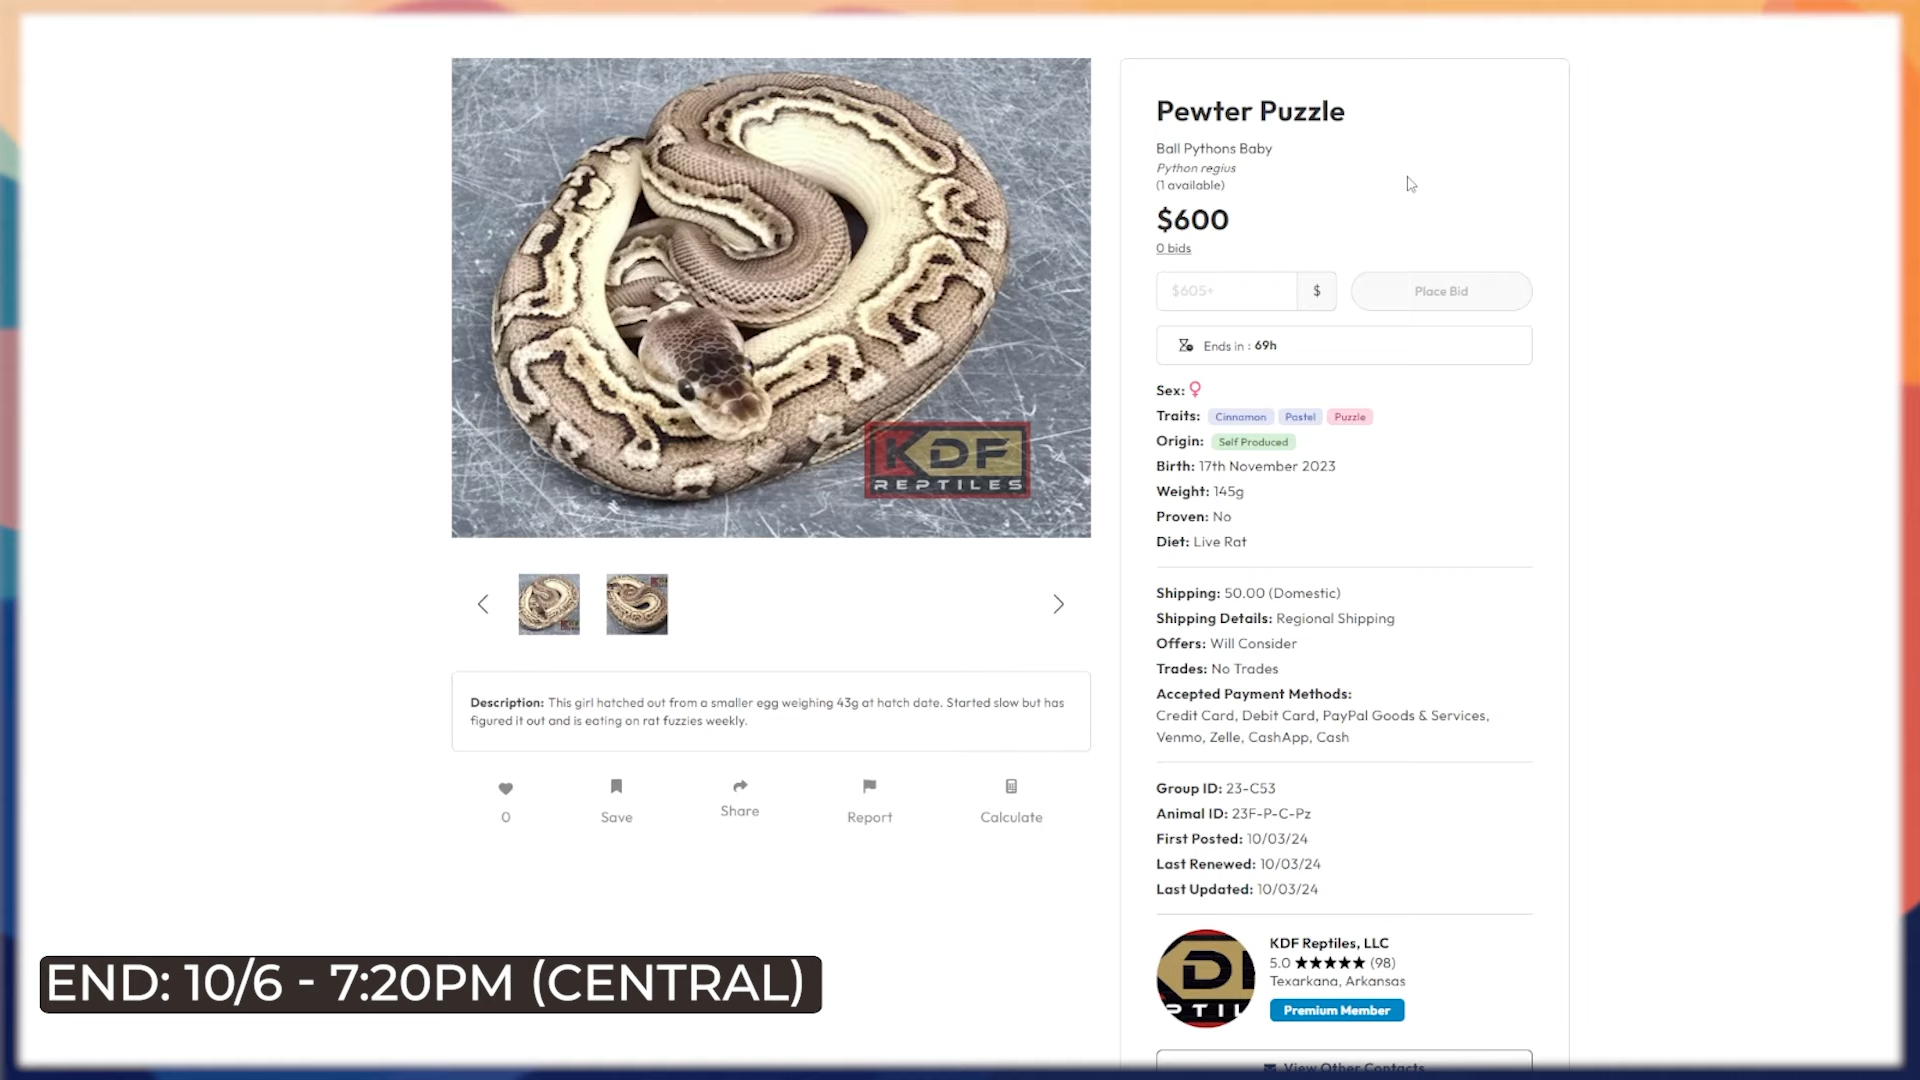 KDF
REPTILES
Description: This girl hatched out from a smaller egg weighing 43g at hatch date. Started slow but has
figured it out and is eating on rat fuzzies weekly.
0
Save
Share
Report
Calculate
Pewter Puzzle
Ball Pythons Baby
Python regius
(1 available)
$600
0 bids
$605+
$
Place Bid
Ends in : 69h
Sex: ♀
Traits: Cinnamon Pastel Puzzle
Origin: Self Produced
Birth: 17th November 2023
Weight: 145g
Proven: No
Diet: Live Rat
Shipping: 50.00 (Domestic)
Shipping Details: Regional Shipping
Offers: Will Consider
Trades: No Trades
Accepted Payment Methods:
Credit Card, Debit Card, PayPal Goods & Services,
Venmo, Zelle, CashApp, Cash
Group ID: 23-C53
Animal ID: 23F-P-C-Pz
First Posted: 10/03/24
Last Renewed: 10/03/24
Last Updated: 10/03/24
KDF Reptiles, LLC
5.0 ★★★★★ (98)
Texarkana, Arkansas
Premium Member
View Other Contacts
END: 10/6 - 7:20PM (CENTRAL)